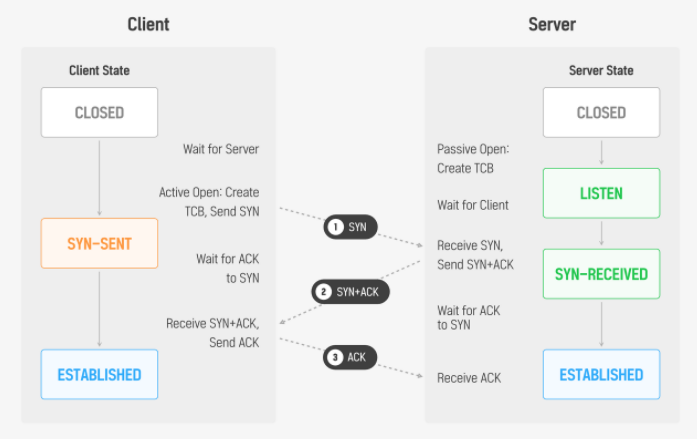 Client
Server
Client State
Server State
CLOSED
CLOSED
Wait for Server
Passive Open:
Create TCB
Active Open: Create
TCB, Send SYN
LISTEN
Wait for Client
1 SYN
SYN-SENT
Receive SYN,
Send SYN+ACK
Wait for ACK
to SYN
SYN-RECEIVED
2 SYN+ACK
Wait for ACK
to SYN
Receive SYN+ACK,
Send ACK
3 ACK
ESTABLISHED
Receive ACK
ESTABLISHED